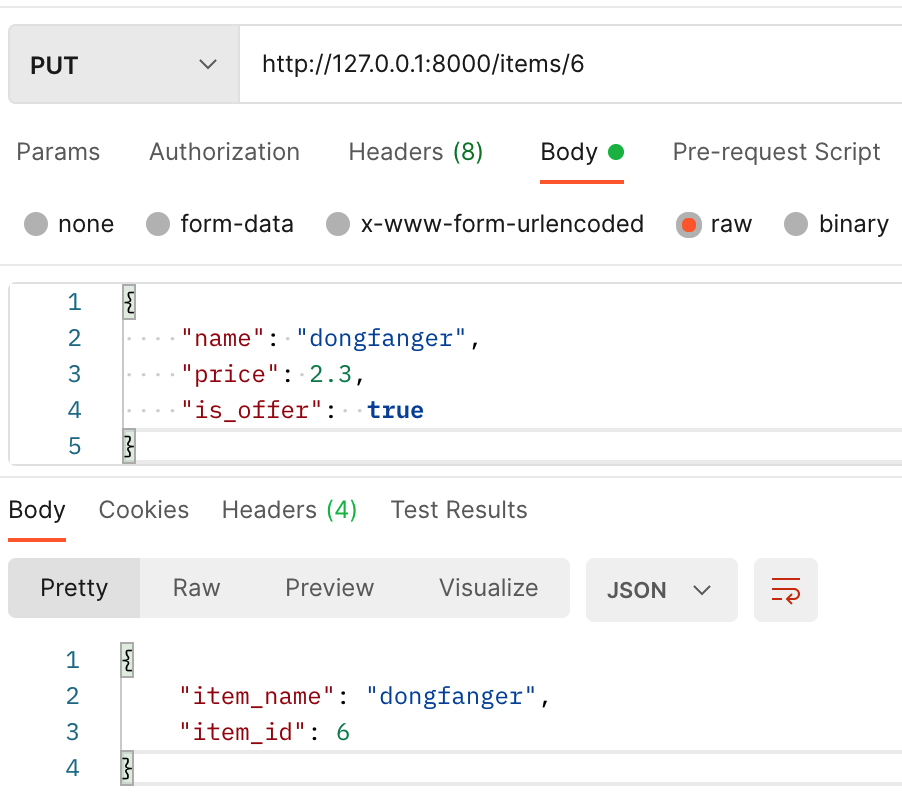 PUT http://127.0.0.1:8000/items/6
Params Authorization Headers (8) Body Pre-request Script
none form-data x-www-form-urlencoded raw binary
1 {
2 "name": "dongfanger",
3 "price": 2.3,
4 "is_offer": true
5 }
Body Cookies Headers (4) Test Results
Pretty Raw Preview Visualize JSON
1 {
2 "item_name": "dongfanger",
3 "item_id": 6
4 }